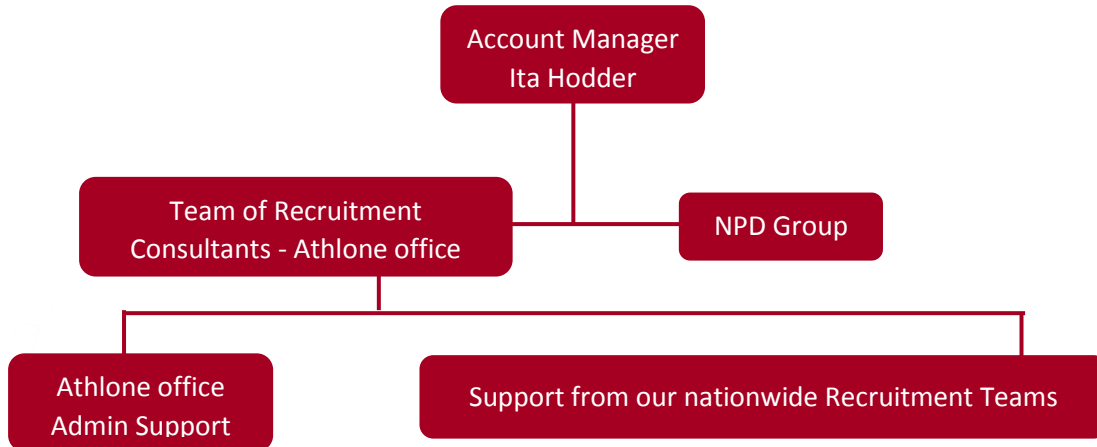 Account Manager
Ita Hodder
Team of Recruitment
Consultants - Athlone office
NPD Group
Athlone office
Admin Support
Support from our nationwide Recruitment Teams